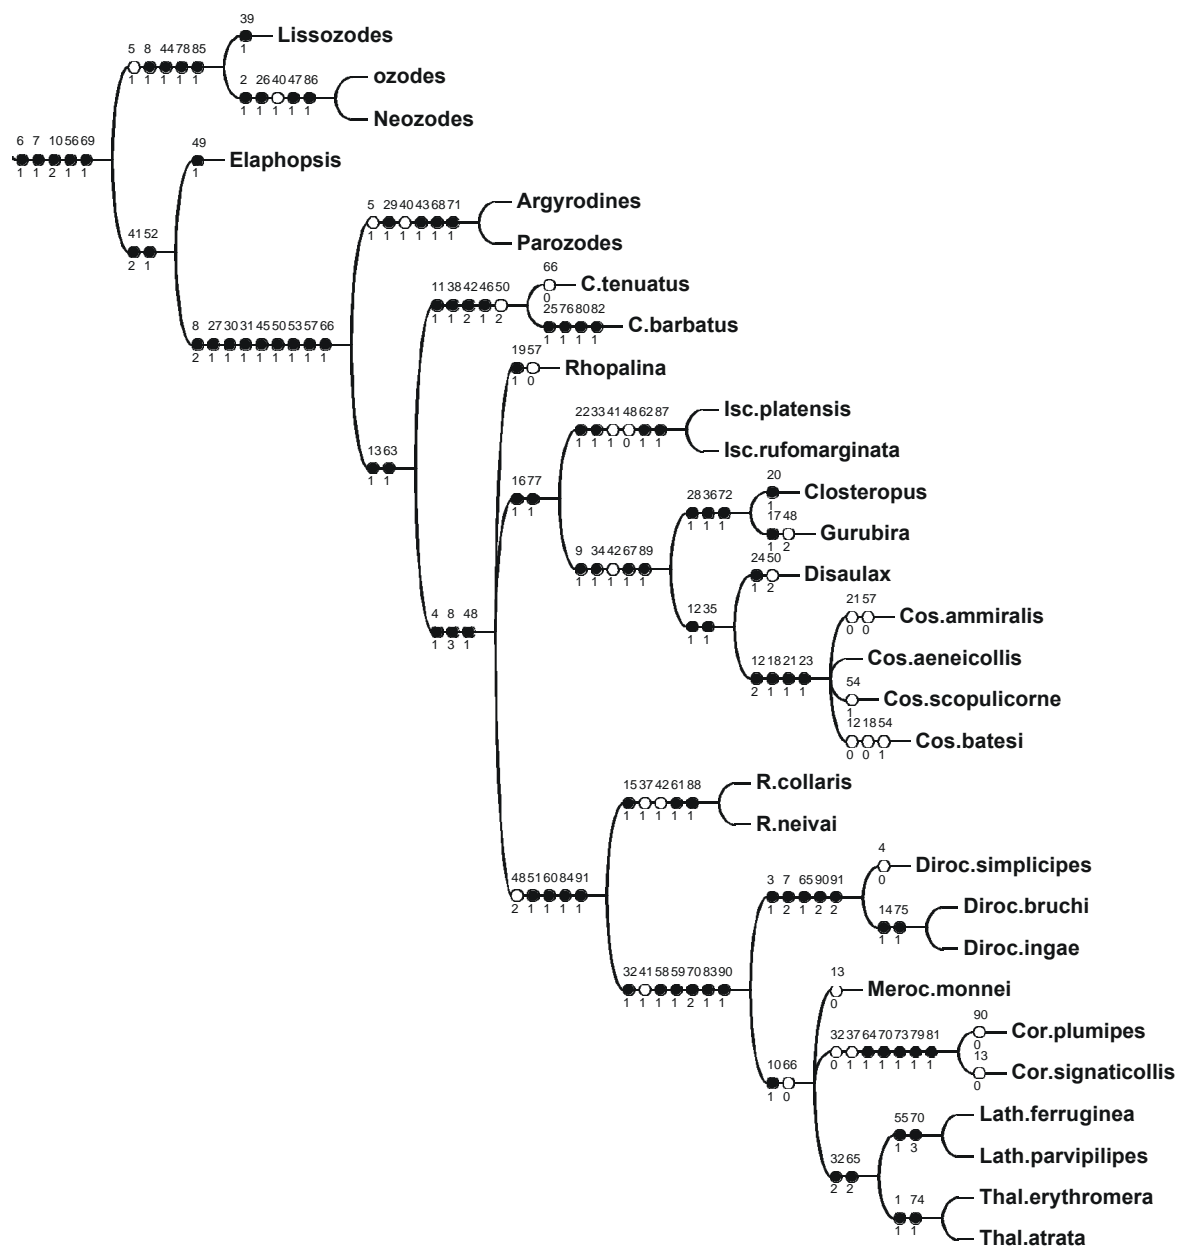 39
Lissozodes
1
5 8 44 78 85
1 1 1 1 1
ozodes
2 26 40 47 86
1 1 1 1 1
Neozodes
6 7 10 56 69
1 1 2 1 1
49
Elaphopsis
1
Argyrodines
5 29 40 43 68 71
1 1 1 1 1 1
Parozodes
41 52
2 1
66
C.tenuatus
0
11 38 42 46 50
1 1 2 1 2
25 76 80 82
C.barbatus
1 1 1 1
8 27 30 31 45 50 53 57 66
2 1 1 1 1 1 1 1 1
19 57
Rhopalina
1 0
Isc.platensis
22 33 41 48 62 87
1 1 1 0 1 1
Isc.rufomarginata
13 63
1 1
16 77
1 1
20
Closteropus
1
28 36 72
1 1 1
17 48
Gurubira
1 2
9 34 42 67 89
1 1 1 1 1
24 50
Disaulax
1 2
21 57
Cos.ammiralis
0 0
4 8 48
1 3 1
12 35
1 1
Cos.aeneicollis
12 18 21 23
2 1 1 1
54
Cos.scopulicorne
1
12 18 54
Cos.batesi
0 0 1
R.collaris
15 37 42 61 88
1 1 1 1 1
R.neivai
4
Diroc.simplicipes
0
48 51 60 84 91
2 1 1 1 1
3 7 65 90 91
1 2 1 2 2
Diroc.bruchi
14 75
1 1
Diroc.ingae
32 41 58 59 70 83 90
1 1 1 1 2 1 1
13
Meroc.monnei
0
90
Cor.plumipes
0
32 37 64 70 73 79 81
0 1 1 1 1 1 1
13
Cor.signaticollis
0
10 66
1 0
Lath.ferruginea
55 70
1 3
Lath.parvipilipes
32 65
2 2
Thal.erythromera
1 74
1 1
Thal.atrata